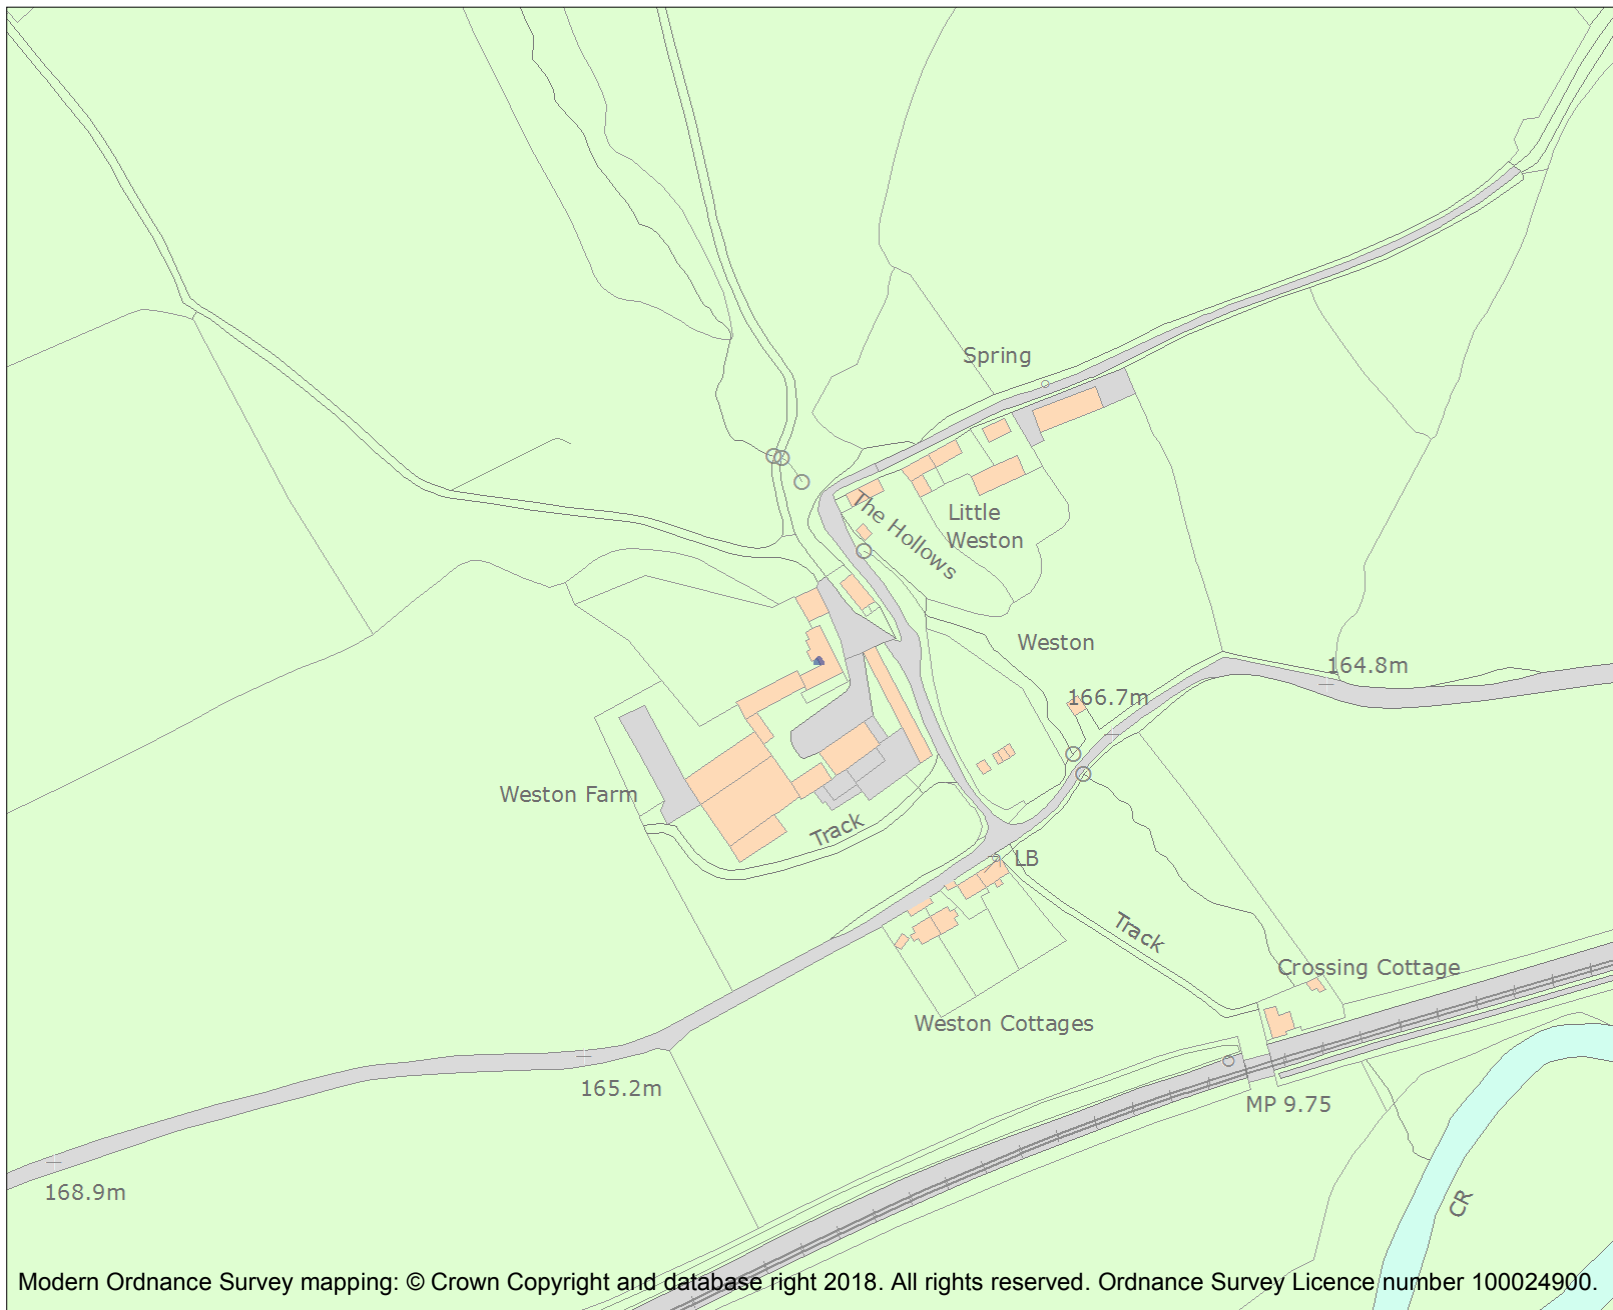 Spring
The Hollows
Little
Weston
Weston
164.8m
166.7m
Weston Farm
Track
LB
Track
Crossing Cottage
Weston Cottages
165.2m
MP 9.75
168.9m
CR
Modern Ordnance Survey mapping: © Crown Copyright and database right 2018. All rights reserved. Ordnance Survey Licence number 100024900.